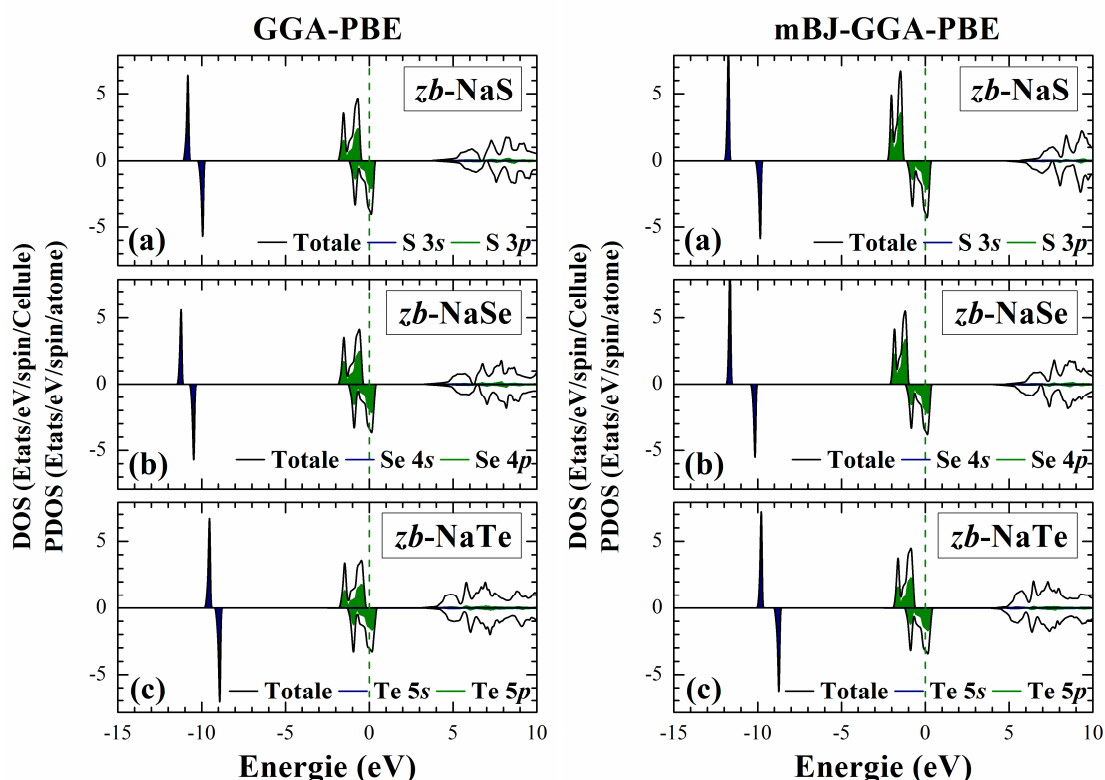 GGA-PBE
zb-NaS
5
0
-5
(a)
Totale S 3s S 3p
zb-NaSe
5
0
-5
(b)
Totale Se 4s Se 4p
zb-NaTe
5
0
-5
(c)
Totale Te 5s Te 5p
-15 -10 -5 0 5 10
Energie (eV)
DOS (Etats/eV/spin/Cellule)
PDOS (Etats/eV/spin/atome)
mBJ-GGA-PBE
zb-NaS
5
0
-5
(a)
Totale S 3s S 3p
zb-NaSe
5
0
-5
(b)
Totale Se 4s Se 4p
zb-NaTe
5
0
-5
(c)
Totale Te 5s Te 5p
-15 -10 -5 0 5 10
Energie (eV)
DOS (Etats/eV/spin/Cellule)
PDOS (Etats/eV/spin/atome)